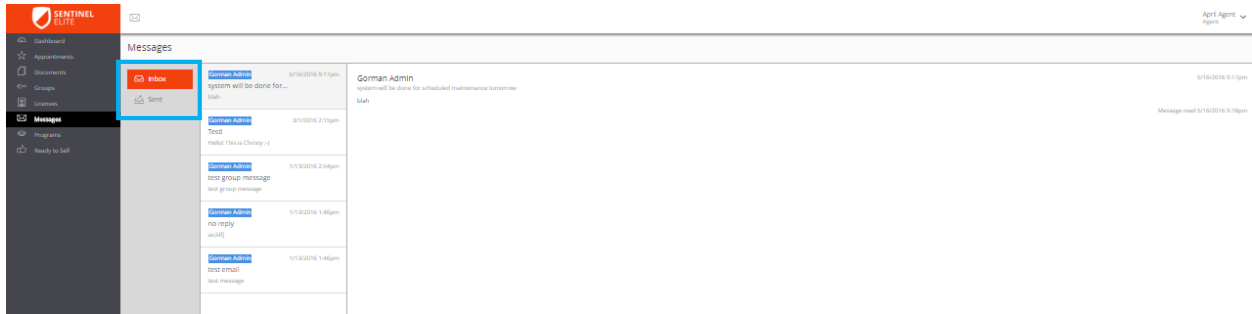 SENTINEL
ELITE
April Agent
Agent
Dashboard
Appointments
Documents
Groups
Licenses
Messages
Programs
Ready to Sell
Messages
Inbox
Sent
Gorman Admin 5/16/2016 9:17pm
system will be done for...
blah
Gorman Admin 5/1/2016 2:15pm
Test
Hello! This is Christy :-(
Gorman Admin 1/13/2016 2:54pm
test group message
test group message
Gorman Admin 1/13/2016 1:46pm
no reply
Gorman Admin 1/13/2016 1:46pm
test email
test message
Gorman Admin 5/16/2016 9:17pm
system will be done for scheduled maintenance tomorrow
blah
Message read 5/16/2016 9:18pm